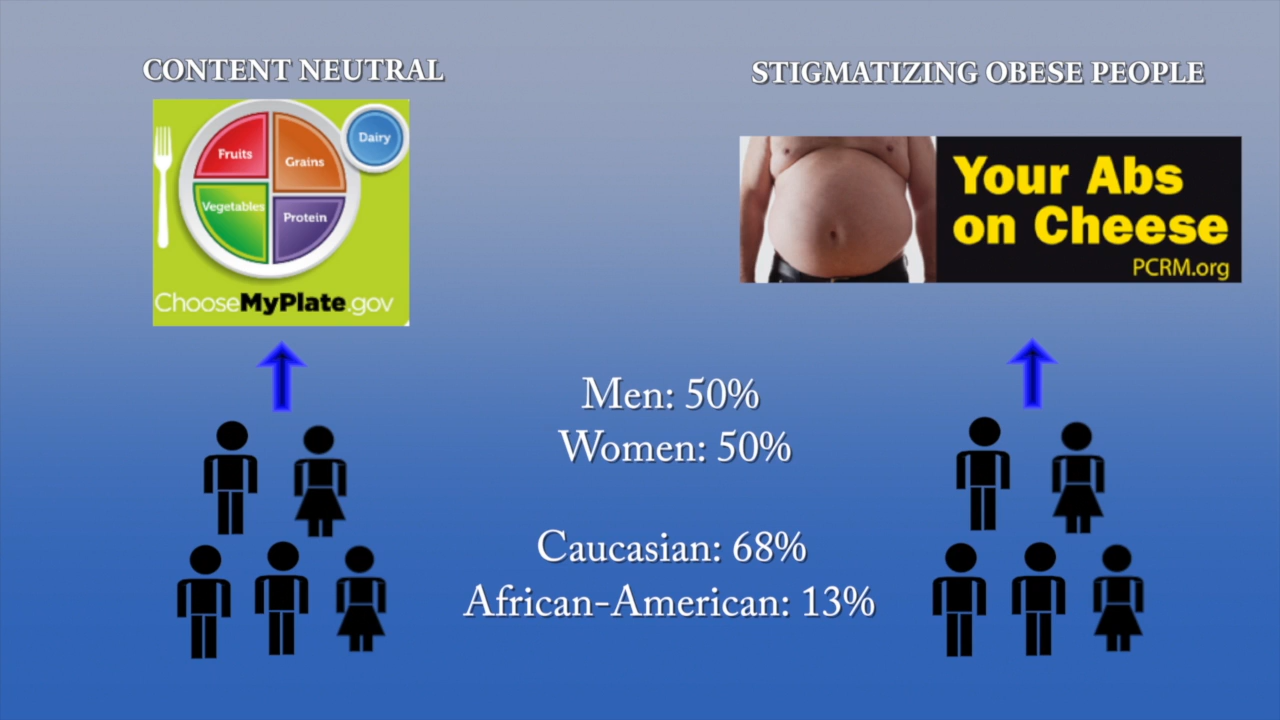 CONTENT NEUTRAL
Fruits
Grains
Dairy
Vegetables
Protein
ChooseMyPlate.gov
STIGMATIZING OBESE PEOPLE
Your Abs
on Cheese
PCRM.org
Men: 50%
Women: 50%
Caucasian: 68%
African-American: 13%